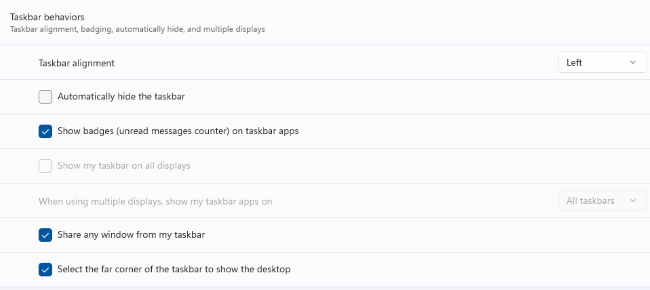 Taskbar behaviors
Taskbar alignment, badging, automatically hide, and multiple displays
Taskbar alignment
Left
Automatically hide the taskbar
Show badges (unread messages counter) on taskbar apps
Show my taskbar on all displays
When using multiple displays, show my taskbar apps on
All taskbars
Share any window from my taskbar
Select the far corner of the taskbar to show the desktop